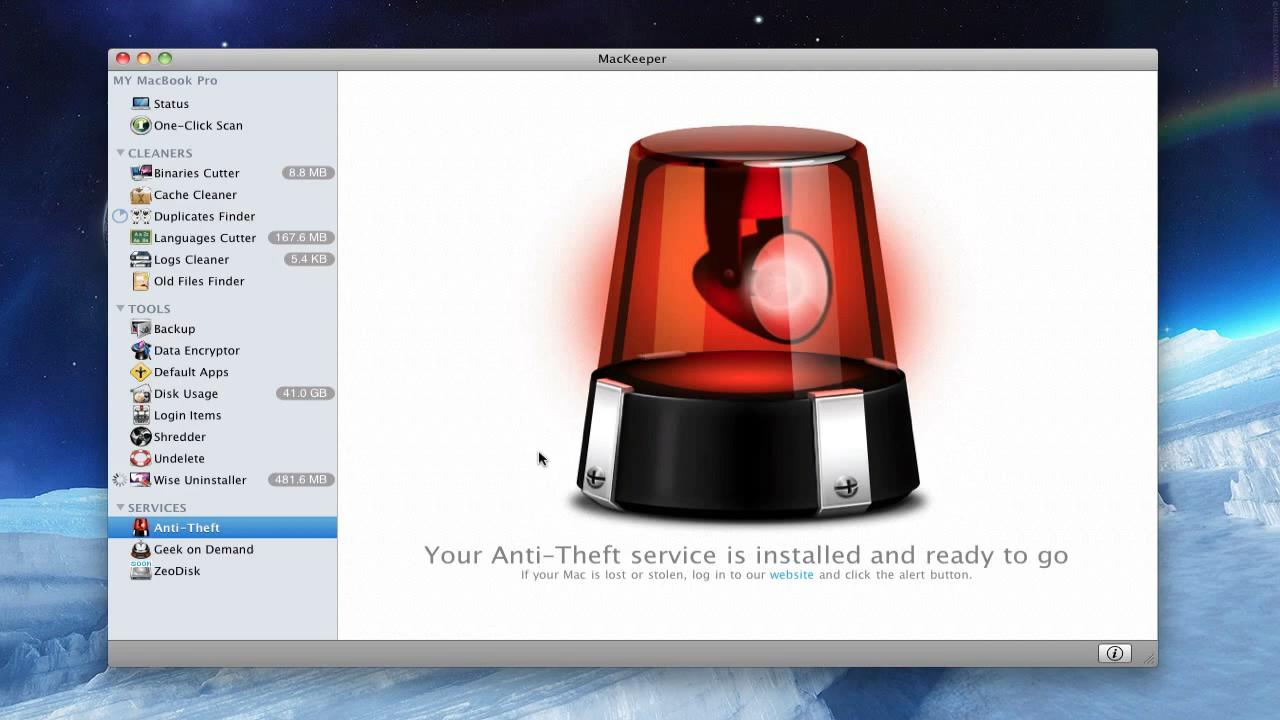 MacKeeper
MY MacBook Pro
Status
One-Click Scan
CLEANERS
Binaries Cutter 8.8 MB
Cache Cleaner
Duplicates Finder
Languages Cutter 167.6 MB
Logs Cleaner 5.4 KB
Old Files Finder
TOOLS
Backup
Data Encryptor
Default Apps
Disk Usage 41.0 GB
Login Items
Shredder
Undelete
Wise Uninstaller 481.6 MB
SERVICES
Anti-Theft
Geek on Demand
SOON
ZeoDisk
Your Anti-Theft service is installed and ready to go
If your Mac is lost or stolen, log in to our website and click the alert button.